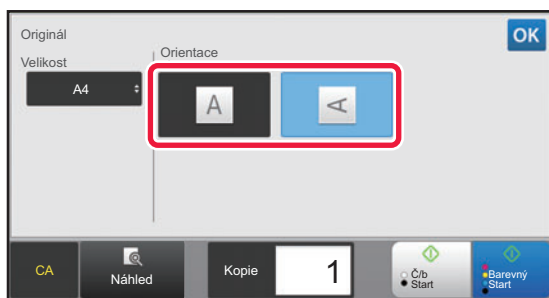 Originál
OK
Velikost
Orientace
A4
A
A
CA
Náhled
Kopie
1
Č/b
Start
Barevný
Start